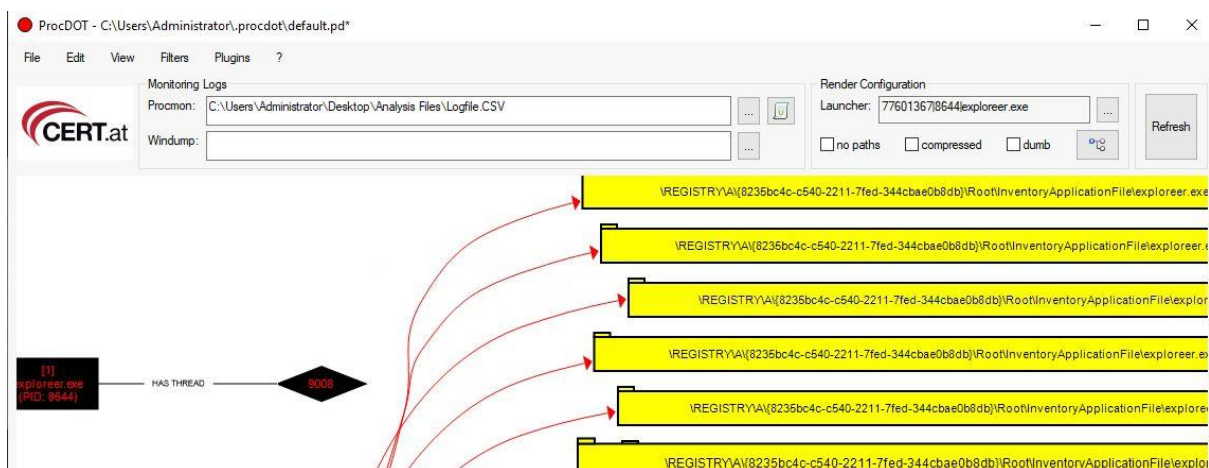 ProcDOT - C:\Users\Administrator\.procdot\default.pd*
File Edit View Filters Plugins ?
Monitoring Logs
Procmon: C:\Users\Administrator\Desktop\Analysis Files\Logfile.CSV ...
Windump: ...
Render Configuration
Launcher: 77601367|8644|exploreer.exe ...
no paths compressed dumb
Refresh
CERT.at
\REGISTRY\A\{8235bc4c-c540-2211-7fed-344cbae0b8db}\Root\InventoryApplicationFile\exploreer.exe
\REGISTRY\A\{8235bc4c-c540-2211-7fed-344cbae0b8db}\Root\InventoryApplicationFile\exploreer.e
\REGISTRY\A\{8235bc4c-c540-2211-7fed-344cbae0b8db}\Root\InventoryApplicationFile\explor
\REGISTRY\A\{8235bc4c-c540-2211-7fed-344cbae0b8db}\Root\InventoryApplicationFile\exploreer.ex
[1]
exploreer.exe
(PID: 8644)
HAS THREAD
9008
\REGISTRY\A\{8235bc4c-c540-2211-7fed-344cbae0b8db}\Root\InventoryApplicationFile\exploree
\REGISTRY\A\{8235bc4c-c540-2211-7fed-344cbae0b8db}\Root\InventoryApplicationFile\explo